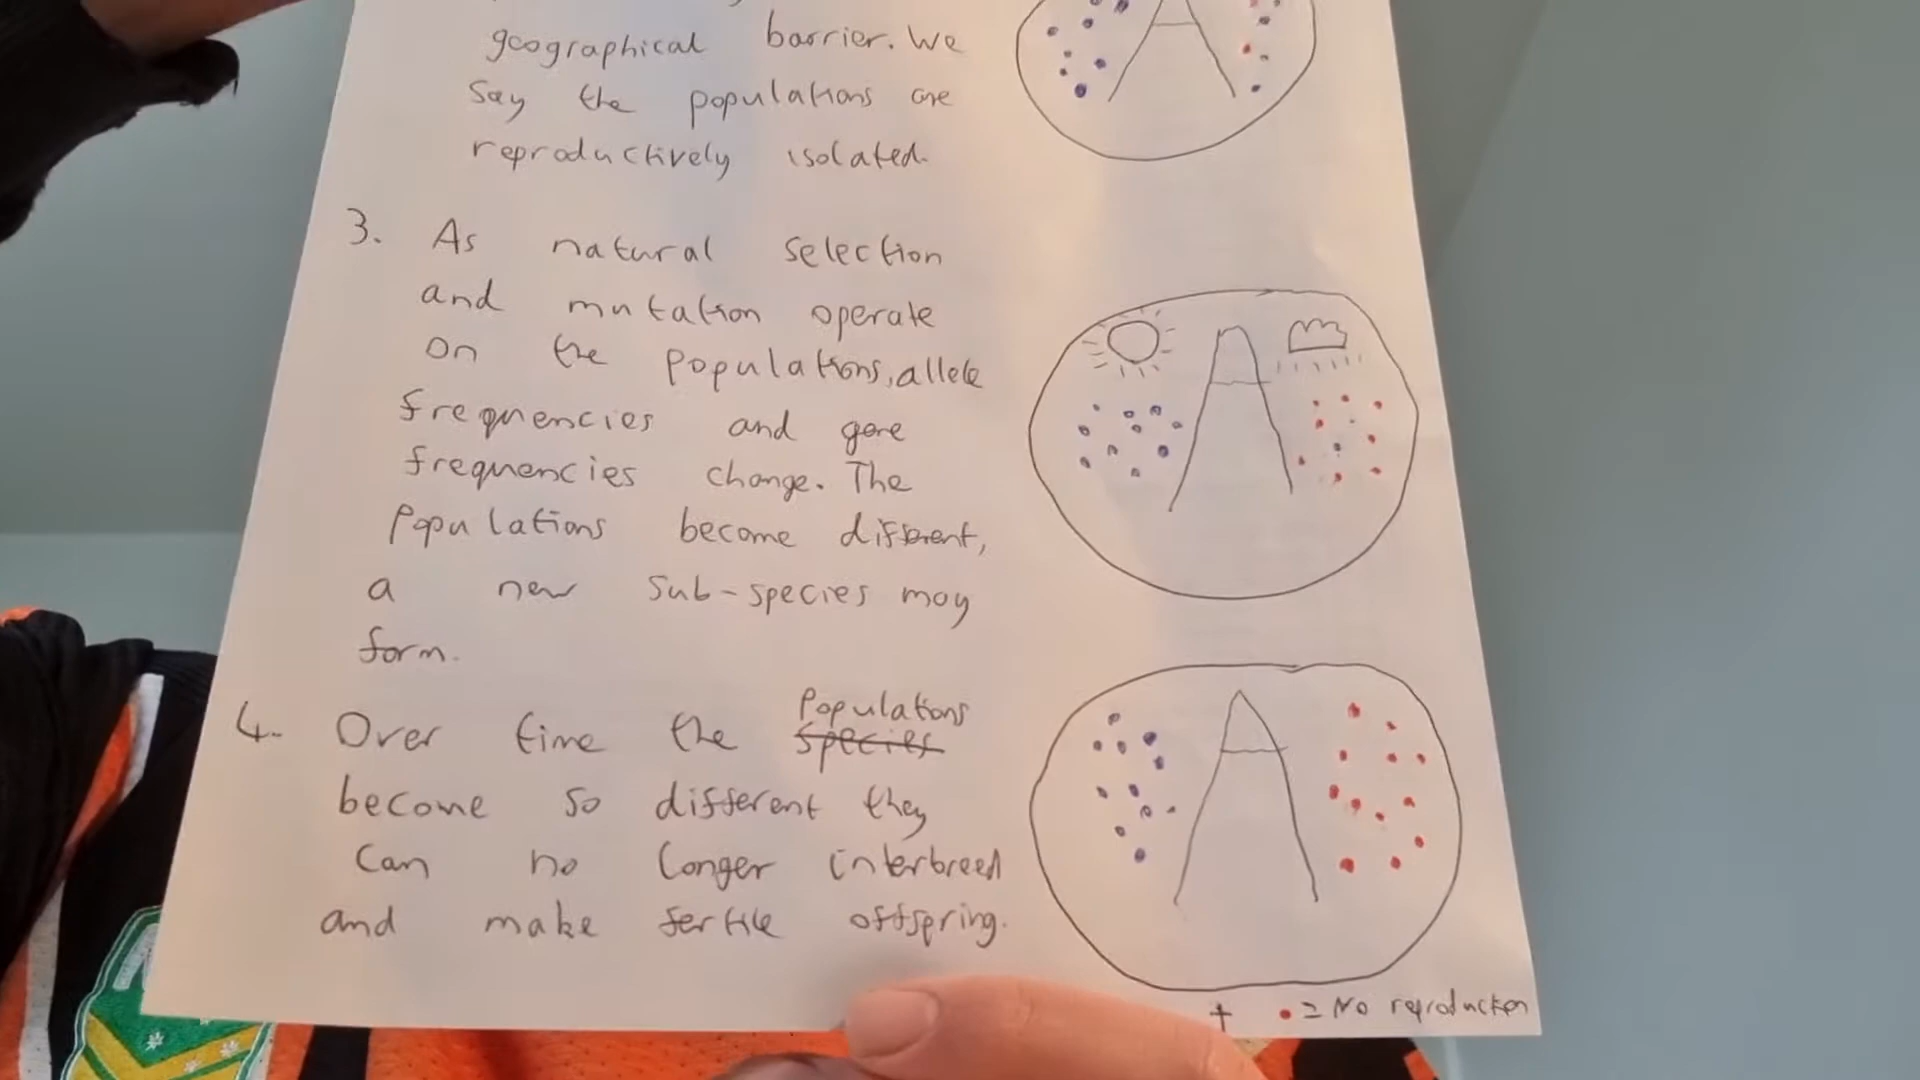 geographical barrier. We
say the populations are
reproductively isolated.
3. As natural selection
and mutation operate
on the populations, allele
frequencies and gene
frequencies change. The
populations become different,
a new sub-species may
form.
4. Over time the populations
species
become so different they
can no longer interbreed
and make fertile offspring.
+ • = No reproduction